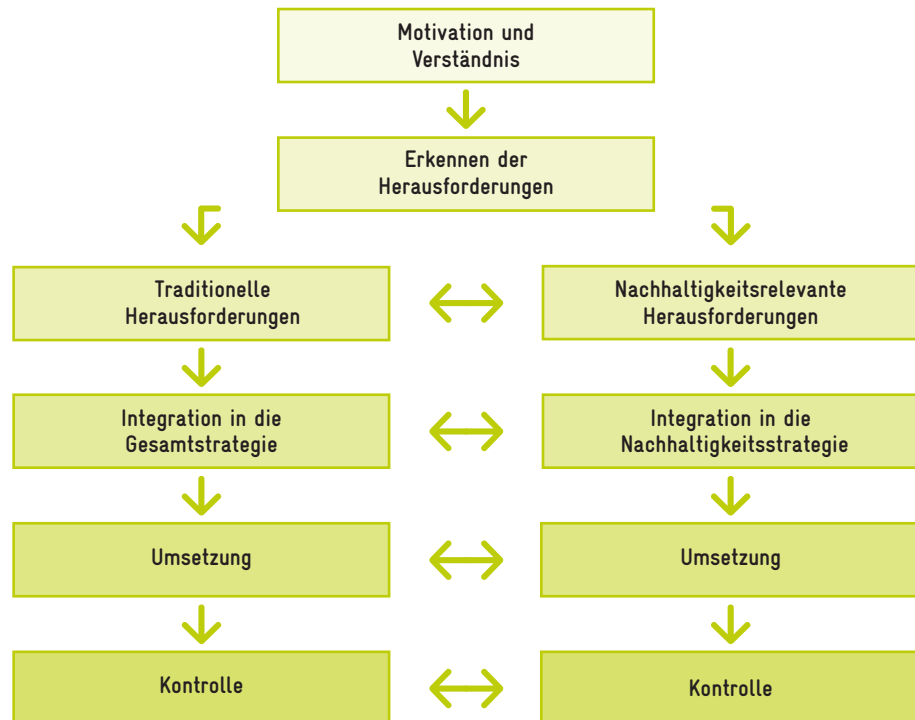 Motivation und
Verständnis
Erkennen der
Herausforderungen
Traditionelle
Herausforderungen
Nachhaltigkeitsrelevante
Herausforderungen
Integration in die
Gesamtstrategie
Integration in die
Nachhaltigkeitsstrategie
Umsetzung
Umsetzung
Kontrolle
Kontrolle